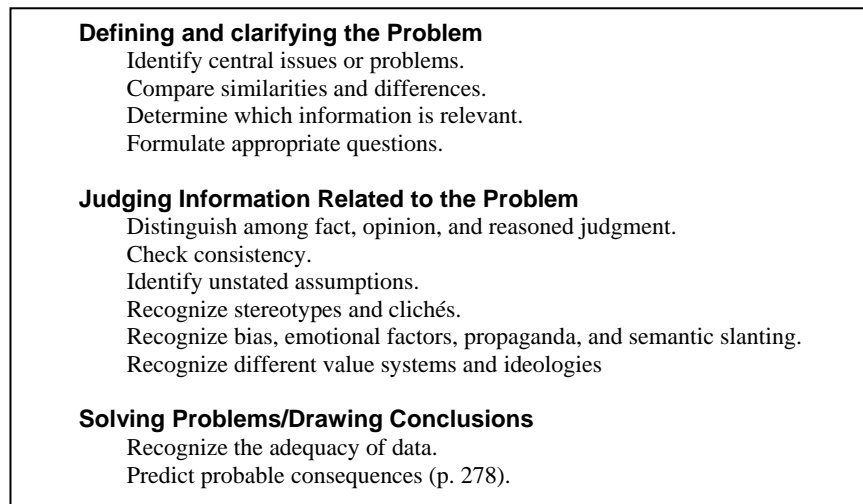 Defining and clarifying the Problem
Identify central issues or problems.
Compare similarities and differences.
Determine which information is relevant.
Formulate appropriate questions.
Judging Information Related to the Problem
Distinguish among fact, opinion, and reasoned judgment.
Check consistency.
Identify unstated assumptions.
Recognize stereotypes and clichés.
Recognize bias, emotional factors, propaganda, and semantic slanting.
Recognize different value systems and ideologies
Solving Problems/Drawing Conclusions
Recognize the adequacy of data.
Predict probable consequences (p. 278).